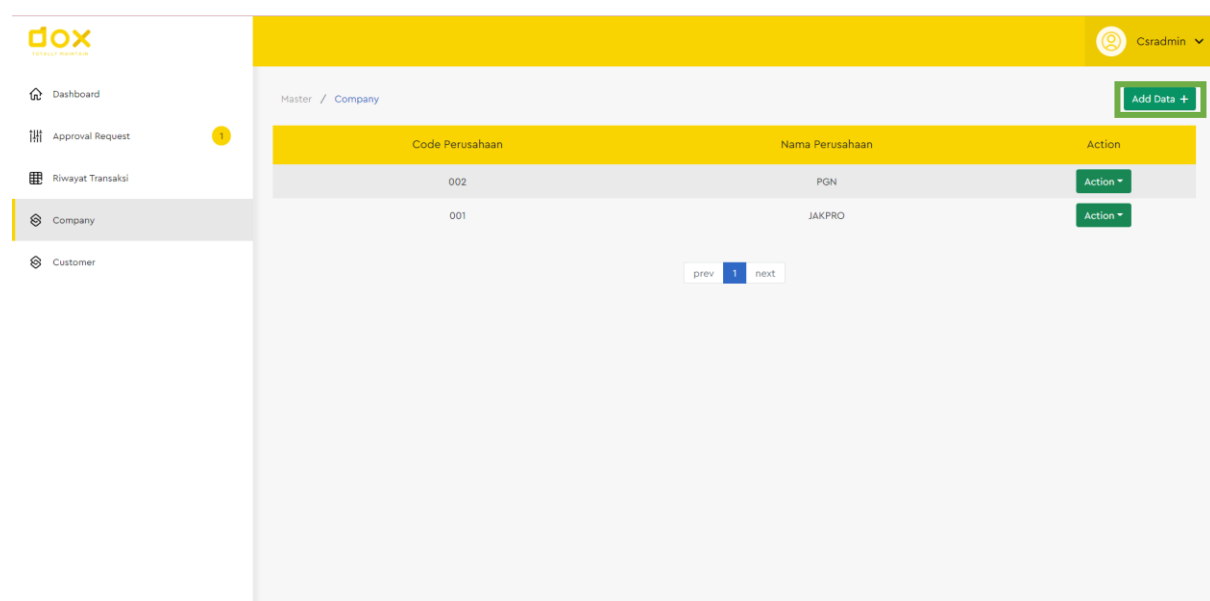 dox
Csradmin
Dashboard
Master / Company
Add Data +
Approval Request 1
Code Perusahaan Nama Perusahaan Action
Riwayat Transaksi
002 PGN Action
Company
001 JAKPRO Action
Customer
prev 1 next